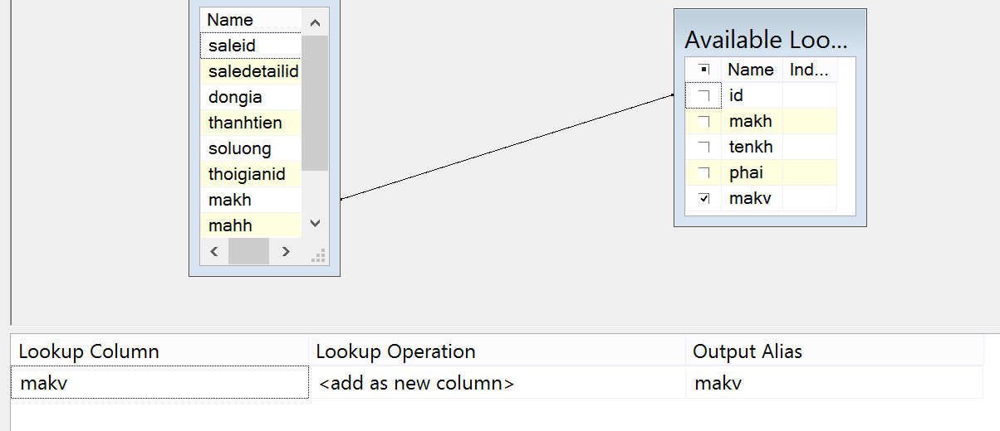 Name
saleid
saledetailid
dongia
thanhtien
soluong
thoigianid
makh
mahh
Available Loo...
Name Ind...
id
makh
tenkh
phai
makv
Lookup Column Lookup Operation Output Alias
makv <add as new column> makv